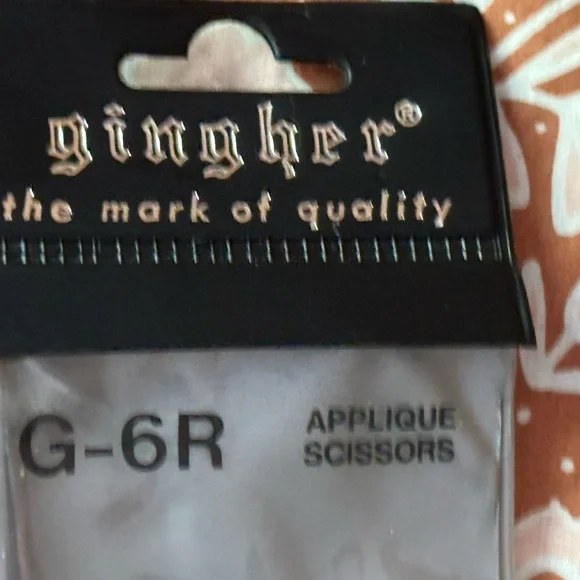 gingher®
the mark of quality
G-6R
APPLIQUE
SCISSORS